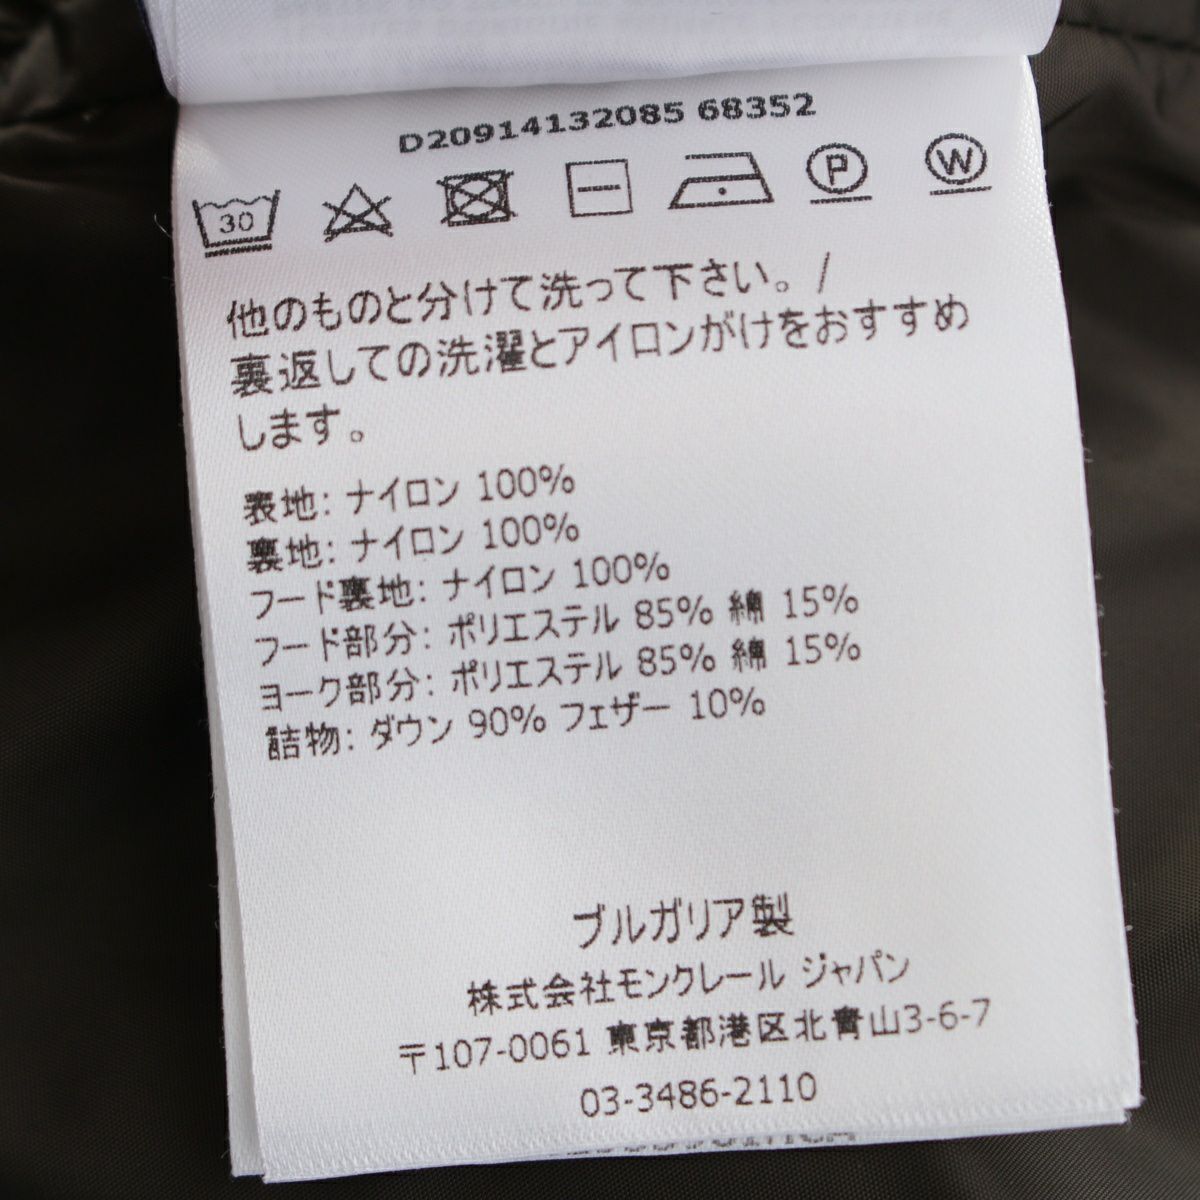 D20914132085 68352
30 P W
他のものと分けて洗って下さい。/
裏返しての洗濯とアイロンがけをおすすめ
します。
表地: ナイロン 100%
裏地: ナイロン 100%
フード裏地: ナイロン 100%
フード部分: ポリエステル 85% 綿 15%
ヨーク部分: ポリエステル 85% 綿 15%
詰物: ダウン 90% フェザー 10%
ブルガリア製
株式会社モンクレール ジャパン
〒107-0061 東京都港区北青山3-6-7
03-3486-2110